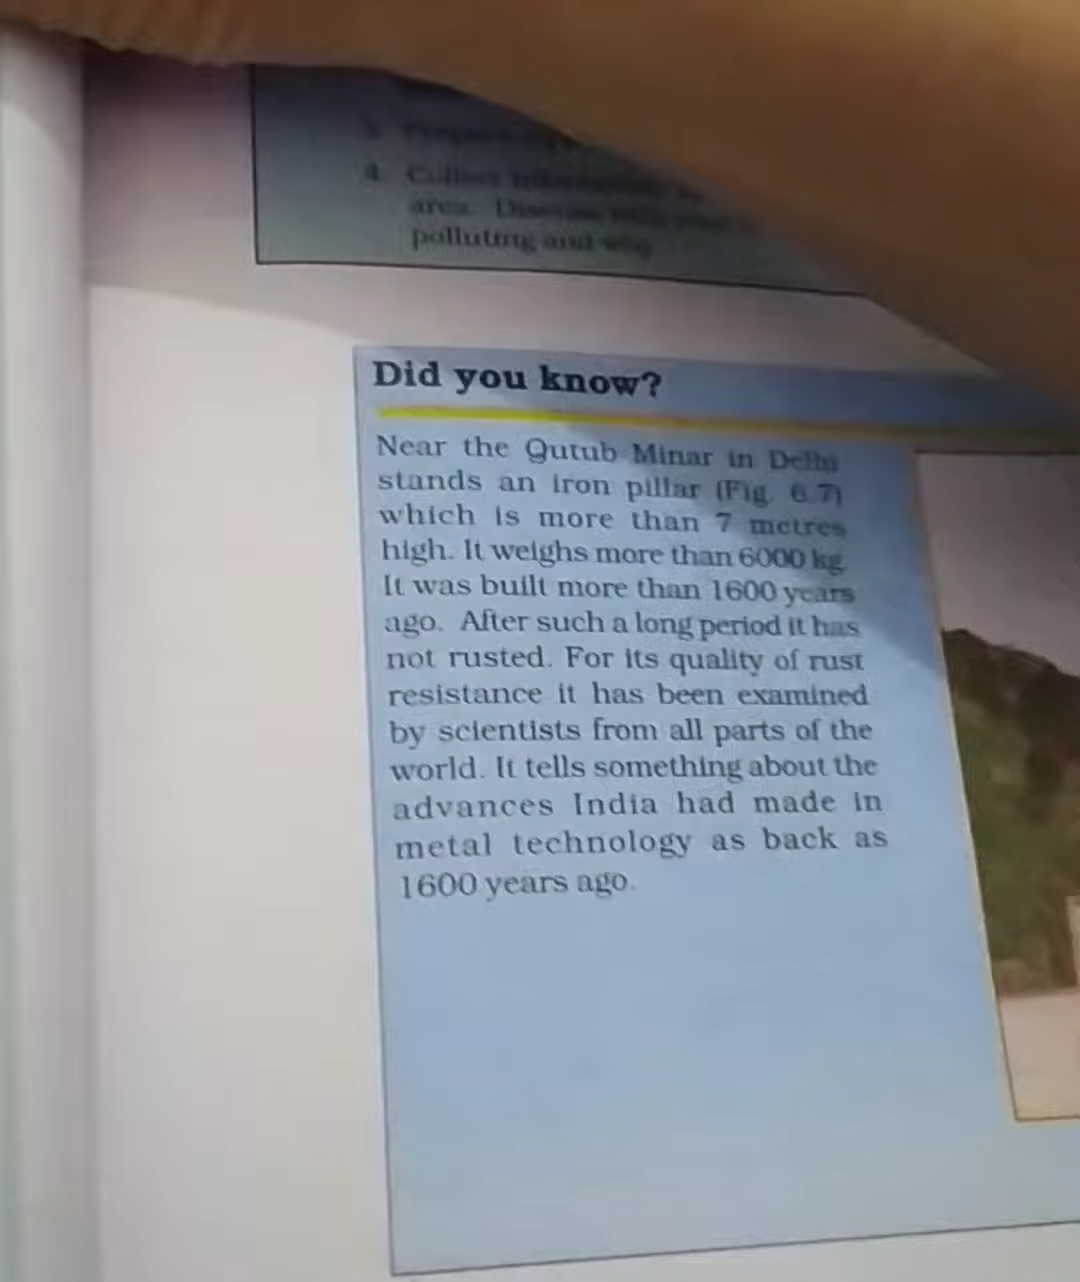 4. Collect
area. Discuss
polluting and why
Did you know?
Near the Qutub Minar in Delhi
stands an iron pillar (Fig. 6.7)
which is more than 7 metres
high. It weighs more than 6000 kg.
It was built more than 1600 years
ago. After such a long period it has
not rusted. For its quality of rust
resistance it has been examined
by scientists from all parts of the
world. It tells something about the
advances India had made in
metal technology as back as
1600 years ago.